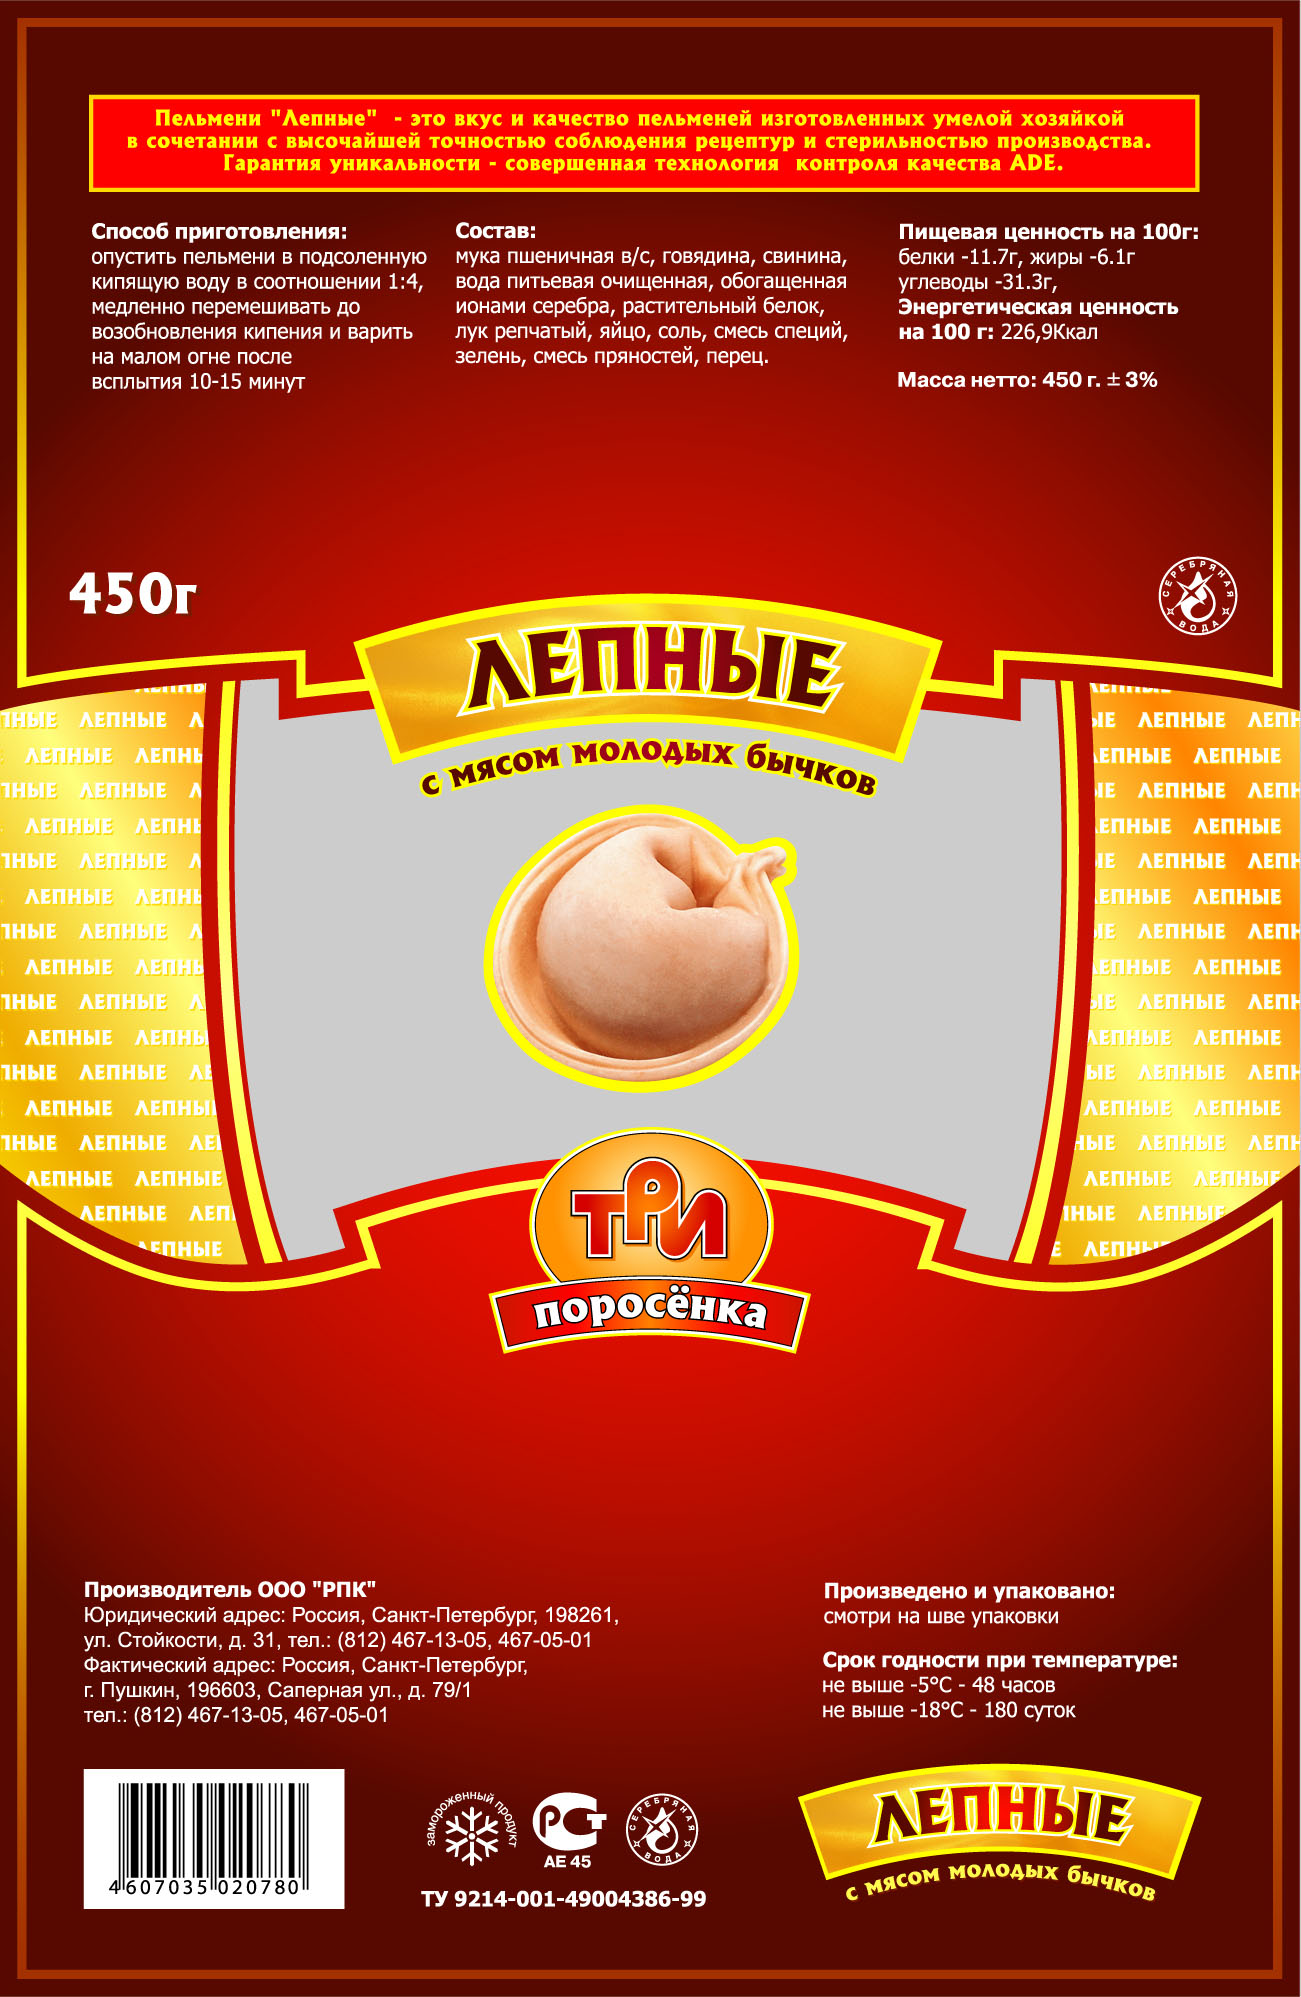 Пельмени "Лепные" - это вкус и качество пельменей изготовленных умелой хозяйкой
в сочетании с высочайшей точностью соблюдения рецептур и стерильностью производства.
Гарантия уникальности - совершенная технология контроля качества ADE.
Способ приготовления:
опустить пельмени в подсоленную
кипящую воду в соотношении 1:4,
медленно перемешивать до
возобновления кипения и варить
на малом огне после
всплытия 10-15 минут
Состав:
мука пшеничная в/с, говядина, свинина,
вода питьевая очищенная, обогащенная
ионами серебра, растительный белок,
лук репчатый, яйцо, соль, смесь специй,
зелень, смесь пряностей, перец.
Пищевая ценность на 100г:
белки -11.7г, жиры -6.1г
углеводы -31.3г,
Энергетическая ценность
на 100 г: 226,9Ккал
Масса нетто: 450 г. ± 3%
450г
СЕРЕБРЯНАЯ
ВОДА
ЛЕПНЫЕ
с мясом молодых бычков
ТРИ
поросёнка
Производитель ООО "РПК"
Юридический адрес: Россия, Санкт-Петербург, 198261,
ул. Стойкости, д. 31, тел.: (812) 467-13-05, 467-05-01
Фактический адрес: Россия, Санкт-Петербург,
г. Пушкин, 196603, Саперная ул., д. 79/1
тел.: (812) 467-13-05, 467-05-01
Произведено и упаковано:
смотри на шве упаковки
Срок годности при температуре:
не выше -5°С - 48 часов
не выше -18°С - 180 суток
4 607035 020780
замороженный продукт
РСТ
АЕ 45
СЕРЕБРЯНАЯ
ВОДА
ТУ 9214-001-49004386-99
ЛЕПНЫЕ
с мясом молодых бычков